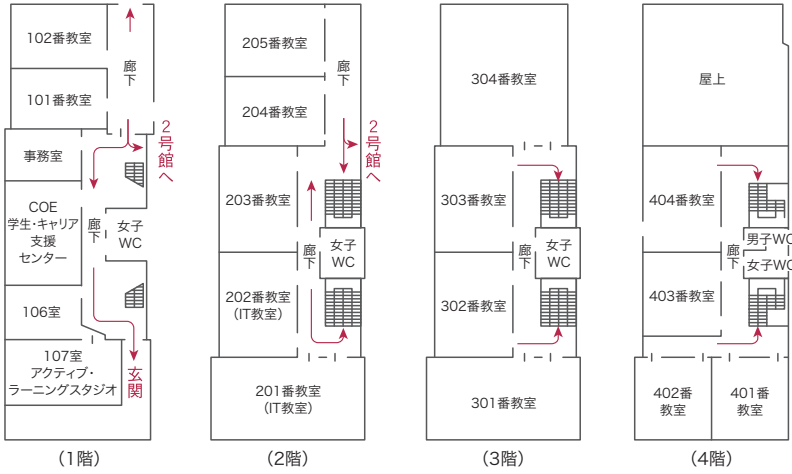 102番教室
廊
下
101番教室
2号館へ
事務室
COE
学生・キャリア
支援
センター
廊
下
女子
WC
106室
107室
アクティブ・
ラーニングスタジオ
玄関
(1階)
205番教室
廊
下
204番教室
2号館へ
203番教室
廊
下
女子
WC
202番教室
(IT教室)
201番教室
(IT教室)
(2階)
304番教室
303番教室
廊
下
女子
WC
302番教室
301番教室
(3階)
屋上
404番教室
廊
下
男子WC
女子WC
403番教室
402番
教室
401番
教室
(4階)